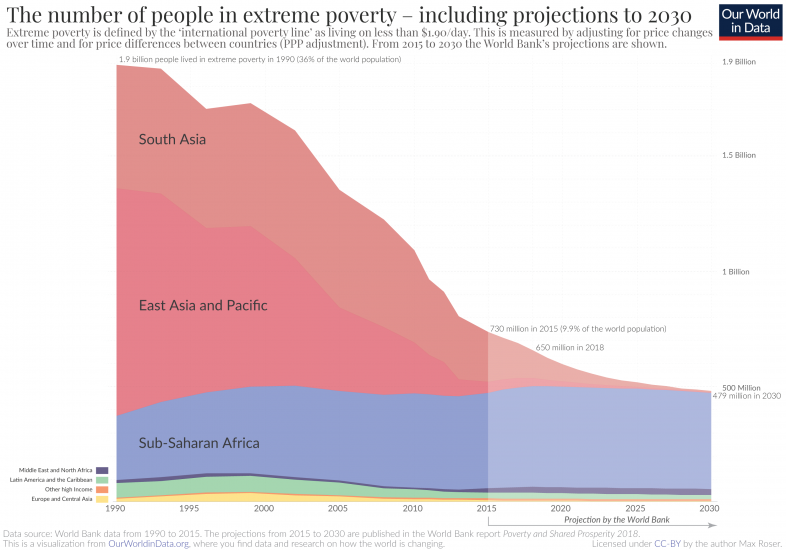 The number of people in extreme poverty – including projections to 2030
Our World
in Data
Extreme poverty is defined by the 'international poverty line' as living on less than $1.90/day. This is measured by adjusting for price changes
over time and for price differences between countries (PPP adjustment). From 2015 to 2030 the World Bank's projections are shown.
1.9 billion people lived in extreme poverty in 1990 (36% of the world population)
1.9 Billion
South Asia
1.5 Billion
1 Billion
East Asia and Pacific
730 million in 2015 (9.9% of the world population)
650 million in 2018
500 Million
479 million in 2030
Sub-Saharan Africa
Middle East and North Africa
Latin America and the Caribbean
Other high Income
Europe and Central Asia
1990 1995 2000 2005 2010 2015 2020 2025 2030
Projection by the World Bank
Data source: World Bank data from 1990 to 2015. The projections from 2015 to 2030 are published in the World Bank report Poverty and Shared Prosperity 2018.
This is a visualization from OurWorldinData.org, where you find data and research on how the world is changing.
Licensed under CC-BY by the author Max Roser.